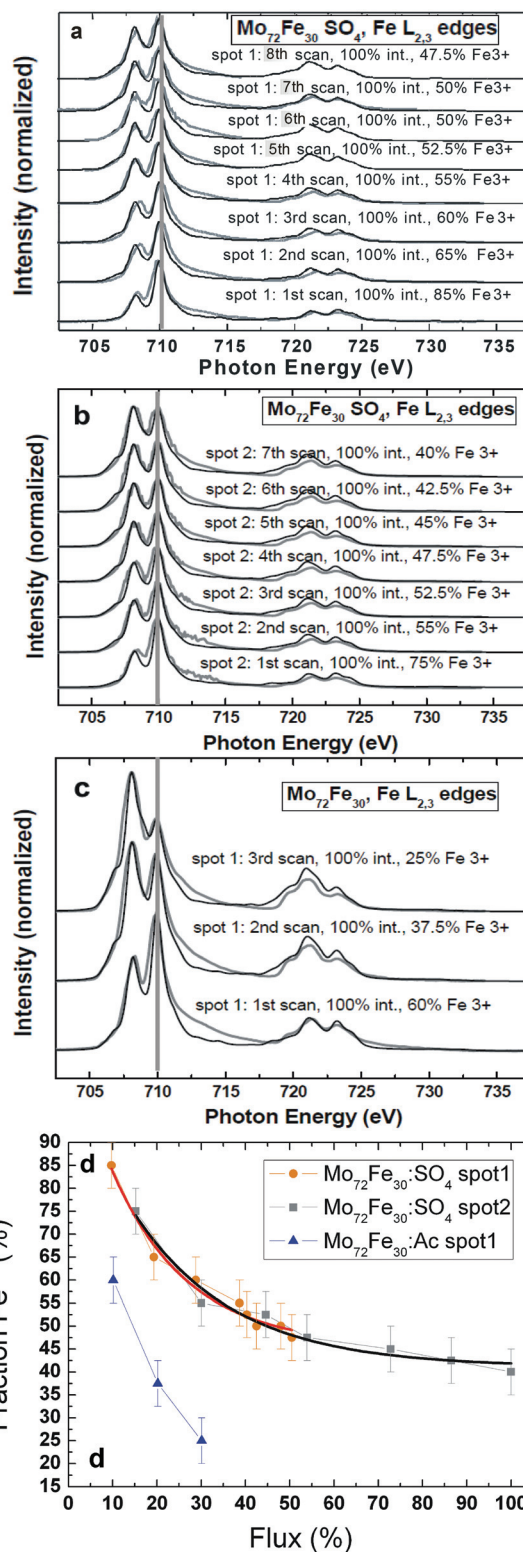 a
Mo72Fe30 SO4, Fe L2,3 edges
spot 1: 8th scan, 100% int., 47.5% Fe3+
spot 1: 7th scan, 100% int., 50% Fe3+
spot 1: 6th scan, 100% int., 50% Fe3+
spot 1: 5th scan, 100% int., 52.5% Fe3+
spot 1: 4th scan, 100% int., 55% Fe3+
spot 1: 3rd scan, 100% int., 60% Fe3+
spot 1: 2nd scan, 100% int., 65% Fe3+
spot 1: 1st scan, 100% int., 85% Fe3+
Intensity (normalized)
705 710 715 720 725 730 735
Photon Energy (eV)
b
Mo72Fe30 SO4, Fe L2,3 edges
spot 2: 7th scan, 100% int., 40% Fe 3+
spot 2: 6th scan, 100% int., 42.5% Fe 3+
spot 2: 5th scan, 100% int., 45% Fe 3+
spot 2: 4th scan, 100% int., 47.5% Fe 3+
spot 2: 3rd scan, 100% int., 52.5% Fe 3+
spot 2: 2nd scan, 100% int., 55% Fe 3+
spot 2: 1st scan, 100% int., 75% Fe 3+
Intensity (normalized)
705 710 715 720 725 730 735
Photon Energy (eV)
c
Mo72Fe30, Fe L2,3 edges
spot 1: 3rd scan, 100% int., 25% Fe 3+
spot 1: 2nd scan, 100% int., 37.5% Fe 3+
spot 1: 1st scan, 100% int., 60% Fe 3+
Intensity (normalized)
705 710 715 720 725 730 735
Photon Energy (eV)
d
Mo72Fe30:SO4 spot1
Mo72Fe30:SO4 spot2
Mo72Fe30:Ac spot1
90
85
80
75
70
65
60
55
50
45
40
35
30
25
20
15
d
0 10 20 30 40 50 60 70 80 90 100
Flux (%)